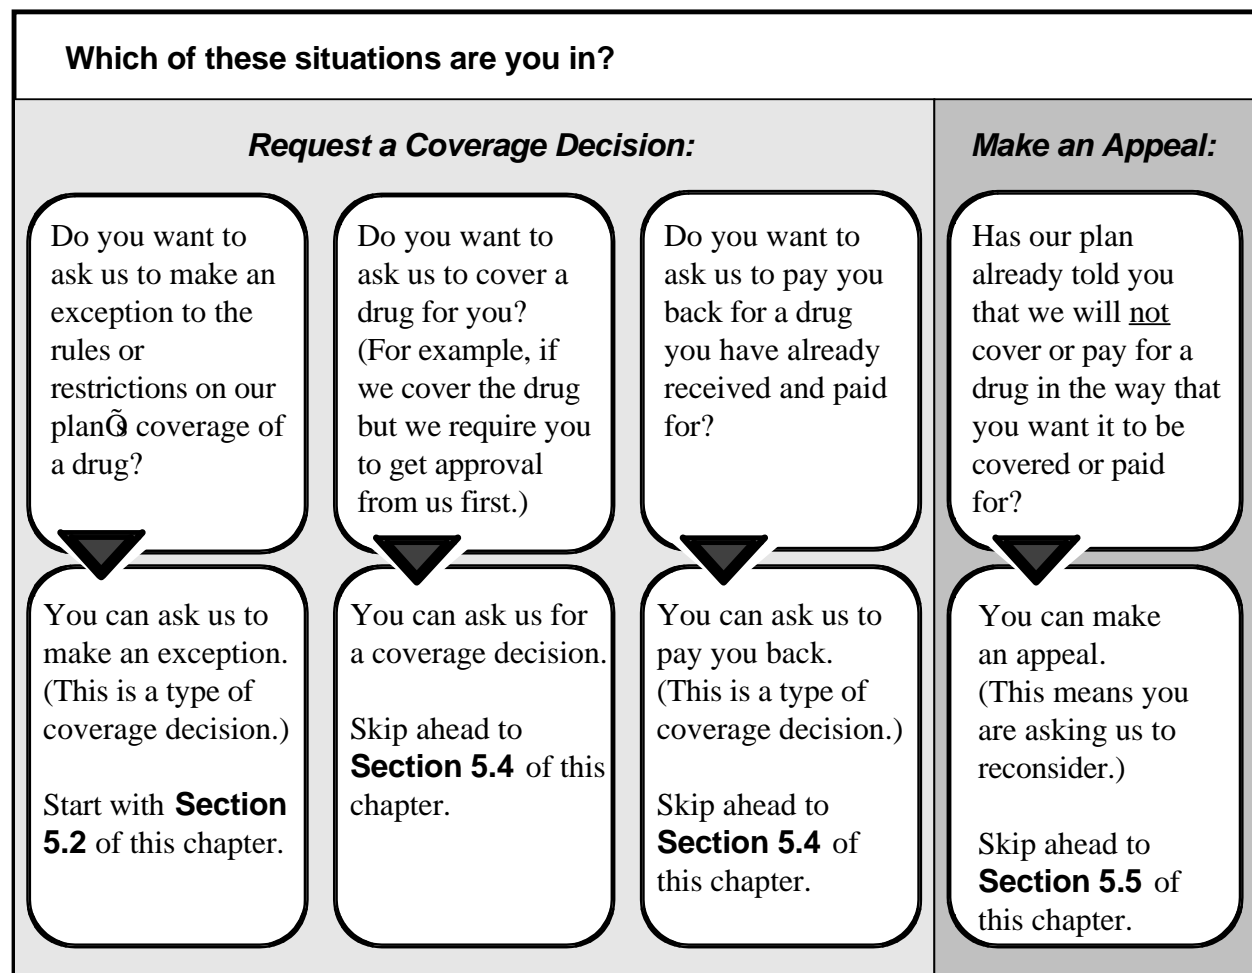 Which of these situations are you in?
Request a Coverage Decision:
Do you want to
ask us to make an
exception to the
rules or
restrictions on our
planÕs coverage of
a drug?
You can ask us to
make an exception.
(This is a type of
coverage decision.)
Start with Section
5.2 of this chapter.
Do you want to
ask us to cover a
drug for you?
(For example, if
we cover the drug
but we require you
to get approval
from us first.)
You can ask us for
a coverage decision.
Skip ahead to
Section 5.4 of this
chapter.
Do you want to
ask us to pay you
back for a drug
you have already
received and paid
for?
You can ask us to
pay you back.
(This is a type of
coverage decision.)
Skip ahead to
Section 5.4 of
this chapter.
Make an Appeal:
Has our plan
already told you
that we will not
cover or pay for a
drug in the way that
you want it to be
covered or paid
for?
You can make
an appeal.
(This means you
are asking us to
reconsider.)
Skip ahead to
Section 5.5 of
this chapter.